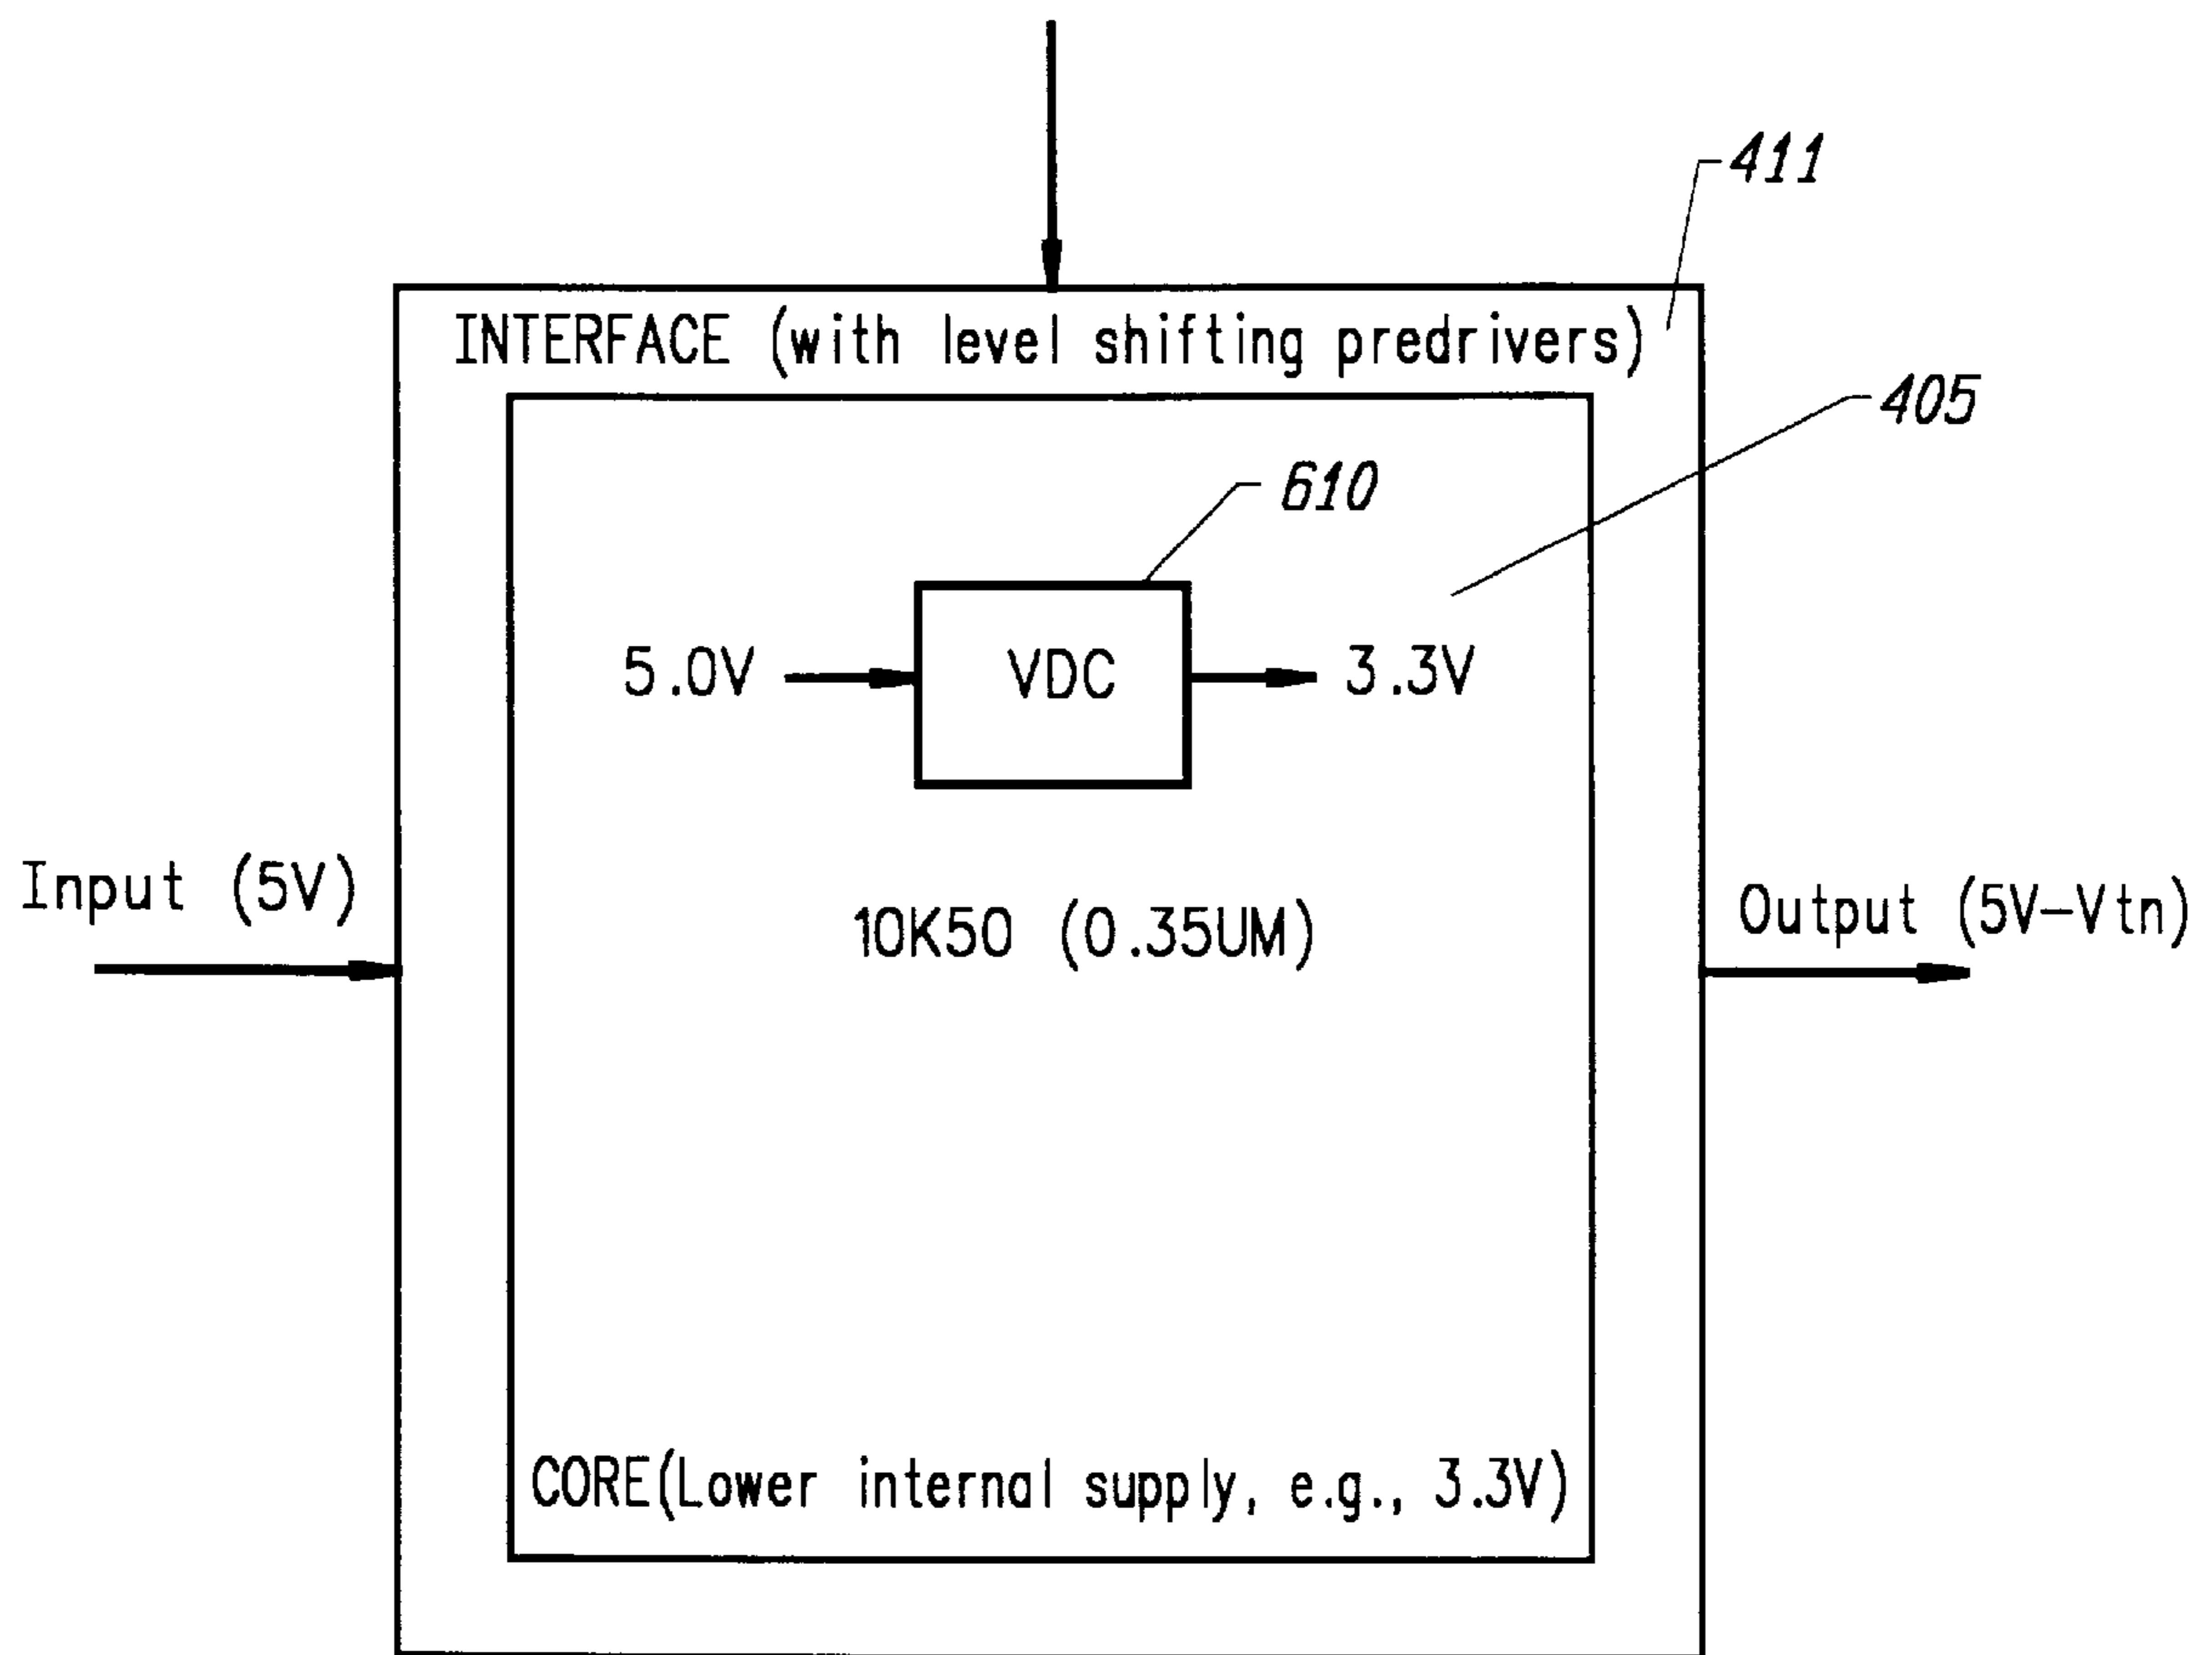 411
INTERFACE (with level shifting predrivers)
405
610
5.0V
VDC
3.3V
Input (5V)
10K50 (0.35UM)
Output (5V-Vtn)
CORE(Lower internal supply, e.g., 3.3V)